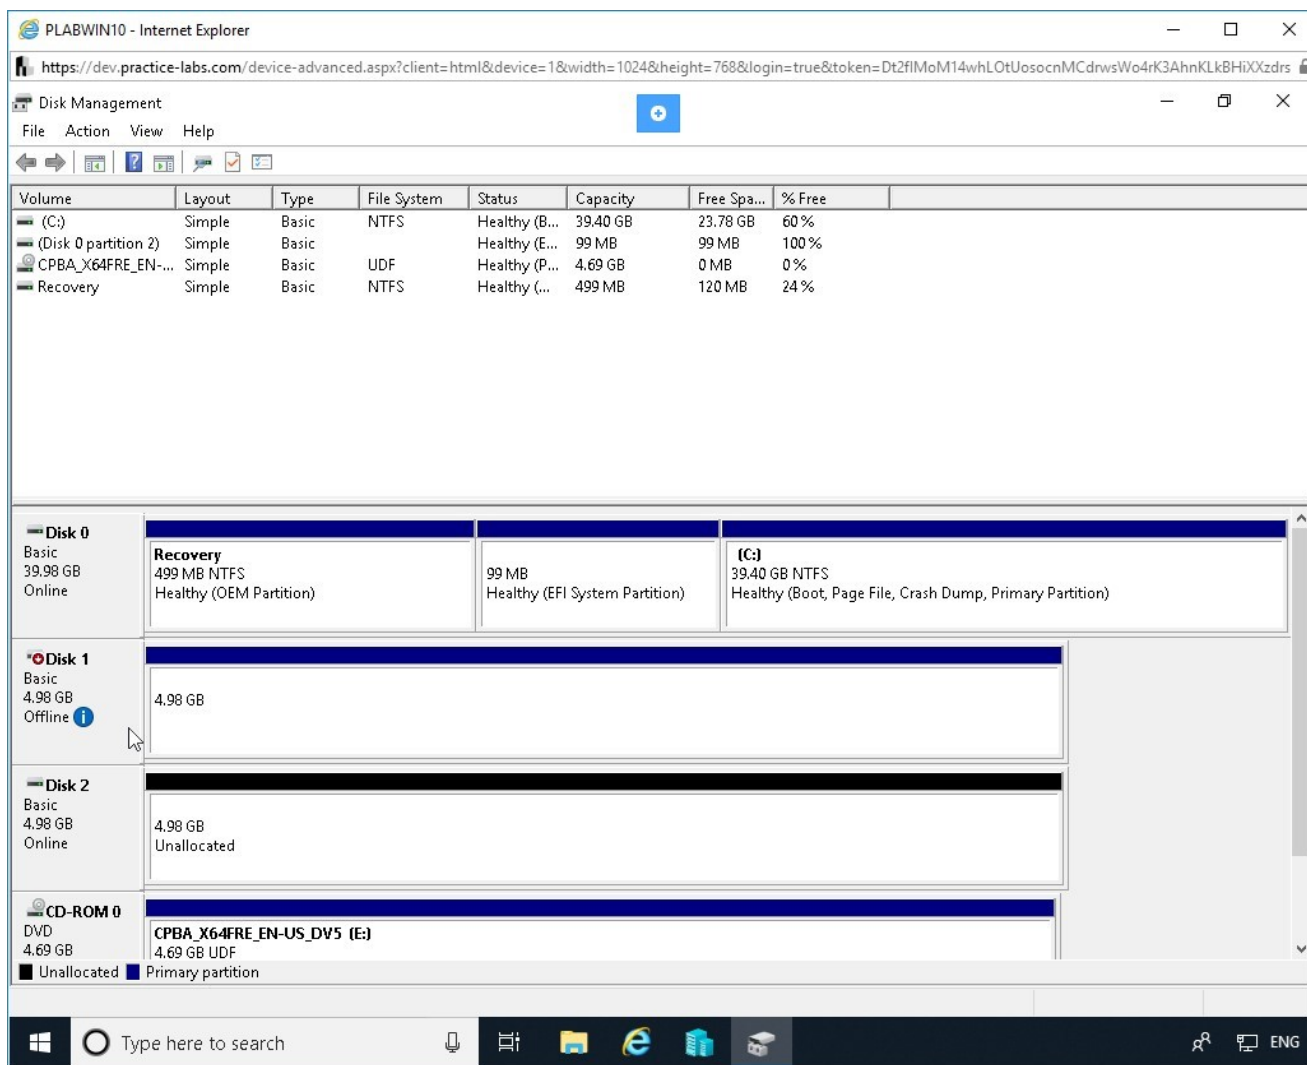 PLABWIN10 - Internet Explorer
https://dev.practice-labs.com/device-advanced.aspx?client=html&device=1&width=1024&height=768&login=true&token=Dt2fIMoM14whLOtUosocnMCdrwsWo4rK3AhnKLkBHiXXzdrs
Disk Management
File Action View Help
Volume Layout Type File System Status Capacity Free Spa... % Free
(C:) Simple Basic NTFS Healthy (B... 39.40 GB 23.78 GB 60 %
(Disk 0 partition 2) Simple Basic Healthy (E... 99 MB 99 MB 100 %
CPBA_X64FRE_EN-... Simple Basic UDF Healthy (P... 4.69 GB 0 MB 0 %
Recovery Simple Basic NTFS Healthy (... 499 MB 120 MB 24 %
Disk 0
Basic
39.98 GB
Online
Recovery
499 MB NTFS
Healthy (OEM Partition)
99 MB
Healthy (EFI System Partition)
(C:)
39.40 GB NTFS
Healthy (Boot, Page File, Crash Dump, Primary Partition)
Disk 1
Basic
4.98 GB
Offline
4.98 GB
Disk 2
Basic
4.98 GB
Online
4.98 GB
Unallocated
CD-ROM 0
DVD
4.69 GB
CPBA_X64FRE_EN-US_DV5 (E:)
4.69 GB UDF
Unallocated Primary partition
Type here to search
ENG